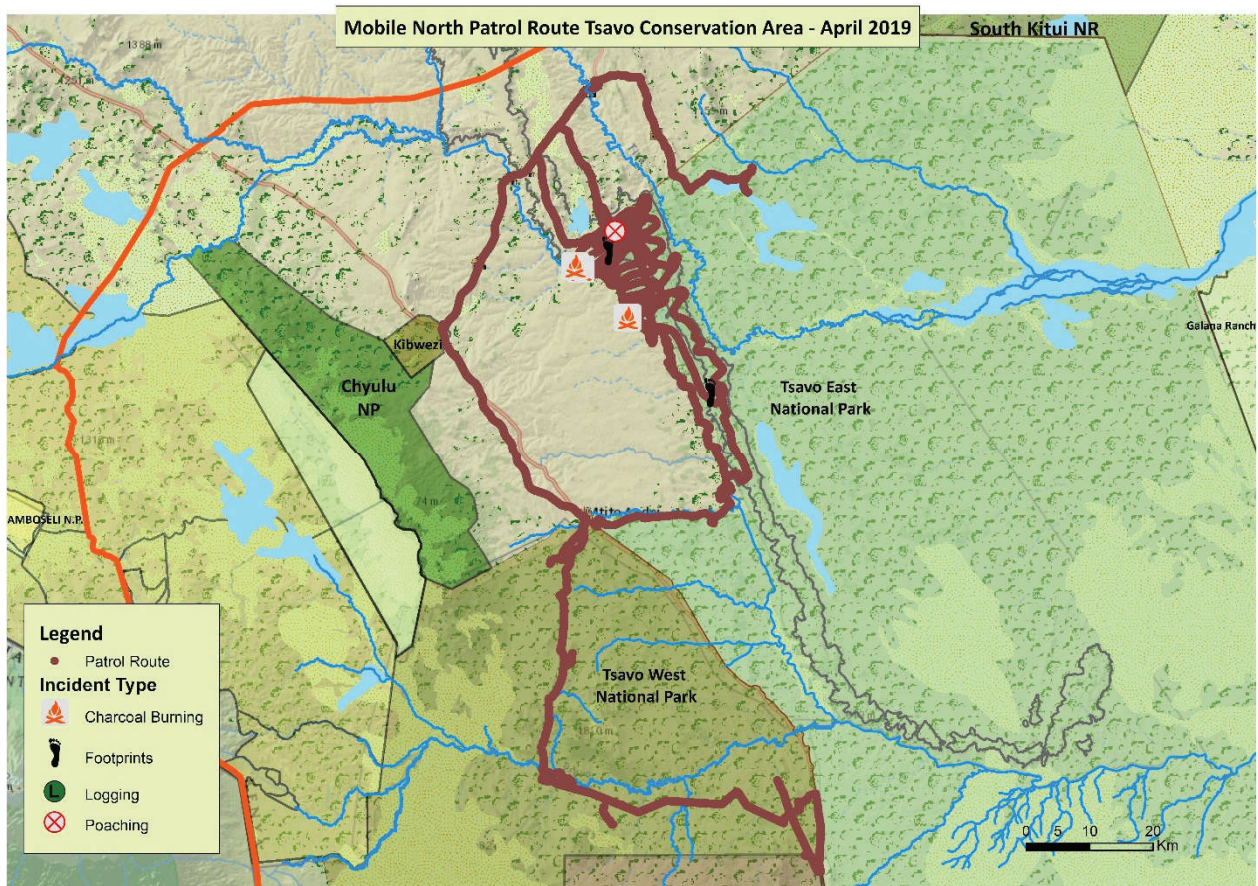 Mobile North Patrol Route Tsavo Conservation Area - April 2019
South Kitui NR
1388 m
Kibwezi
Galana Ranch
Chyulu
NP
Tsavo East
National Park
AMBOSELI N.P.
Tsavo West
National Park
Legend
Patrol Route
Incident Type
Charcoal Burning
Footprints
L
Logging
Poaching
0 5 10 20
Km